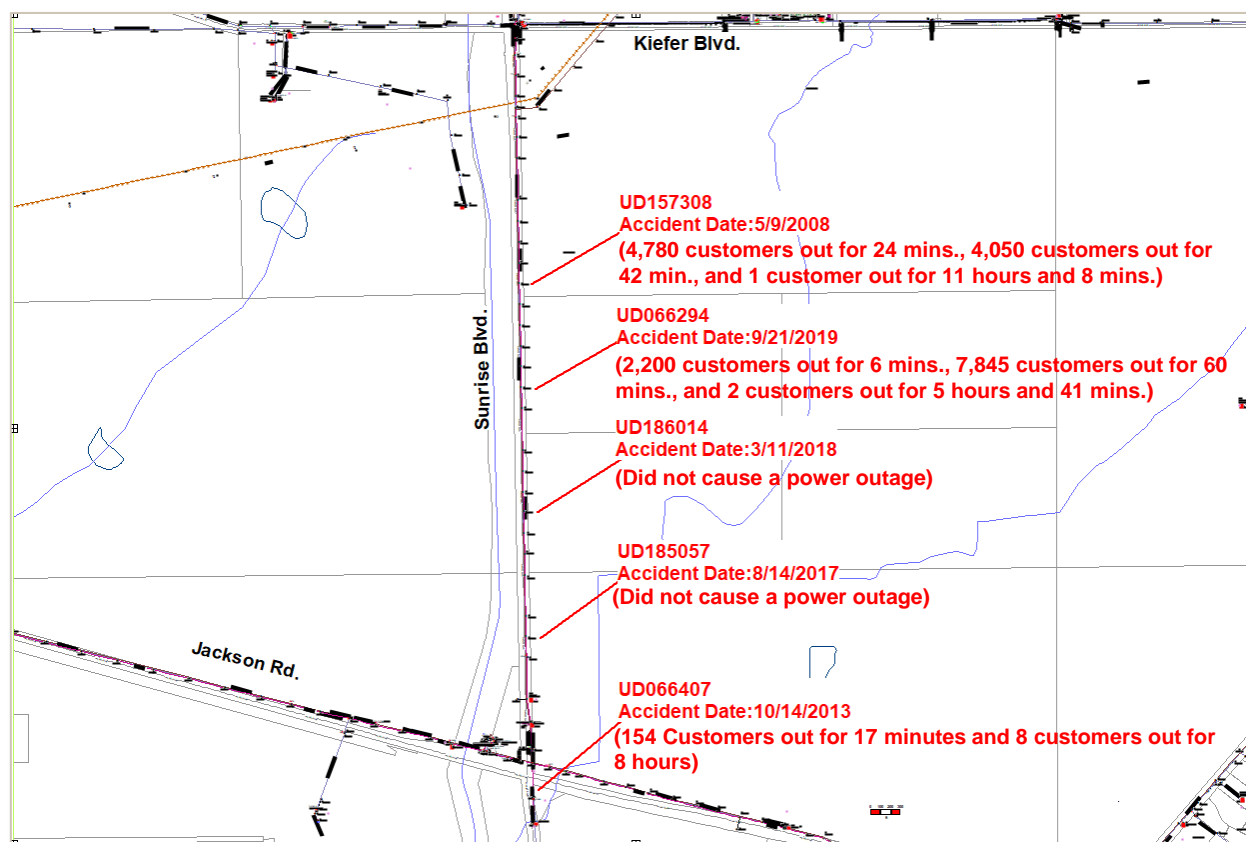 Kiefer Blvd.
UD157308
Accident Date:5/9/2008
(4,780 customers out for 24 mins., 4,050 customers out for
42 min., and 1 customer out for 11 hours and 8 mins.)
Sunrise Blvd.
UD066294
Accident Date:9/21/2019
(2,200 customers out for 6 mins., 7,845 customers out for 60
mins., and 2 customers out for 5 hours and 41 mins.)
UD186014
Accident Date:3/11/2018
(Did not cause a power outage)
UD185057
Accident Date:8/14/2017
(Did not cause a power outage)
Jackson Rd.
UD066407
Accident Date:10/14/2013
(154 Customers out for 17 minutes and 8 customers out for
8 hours)